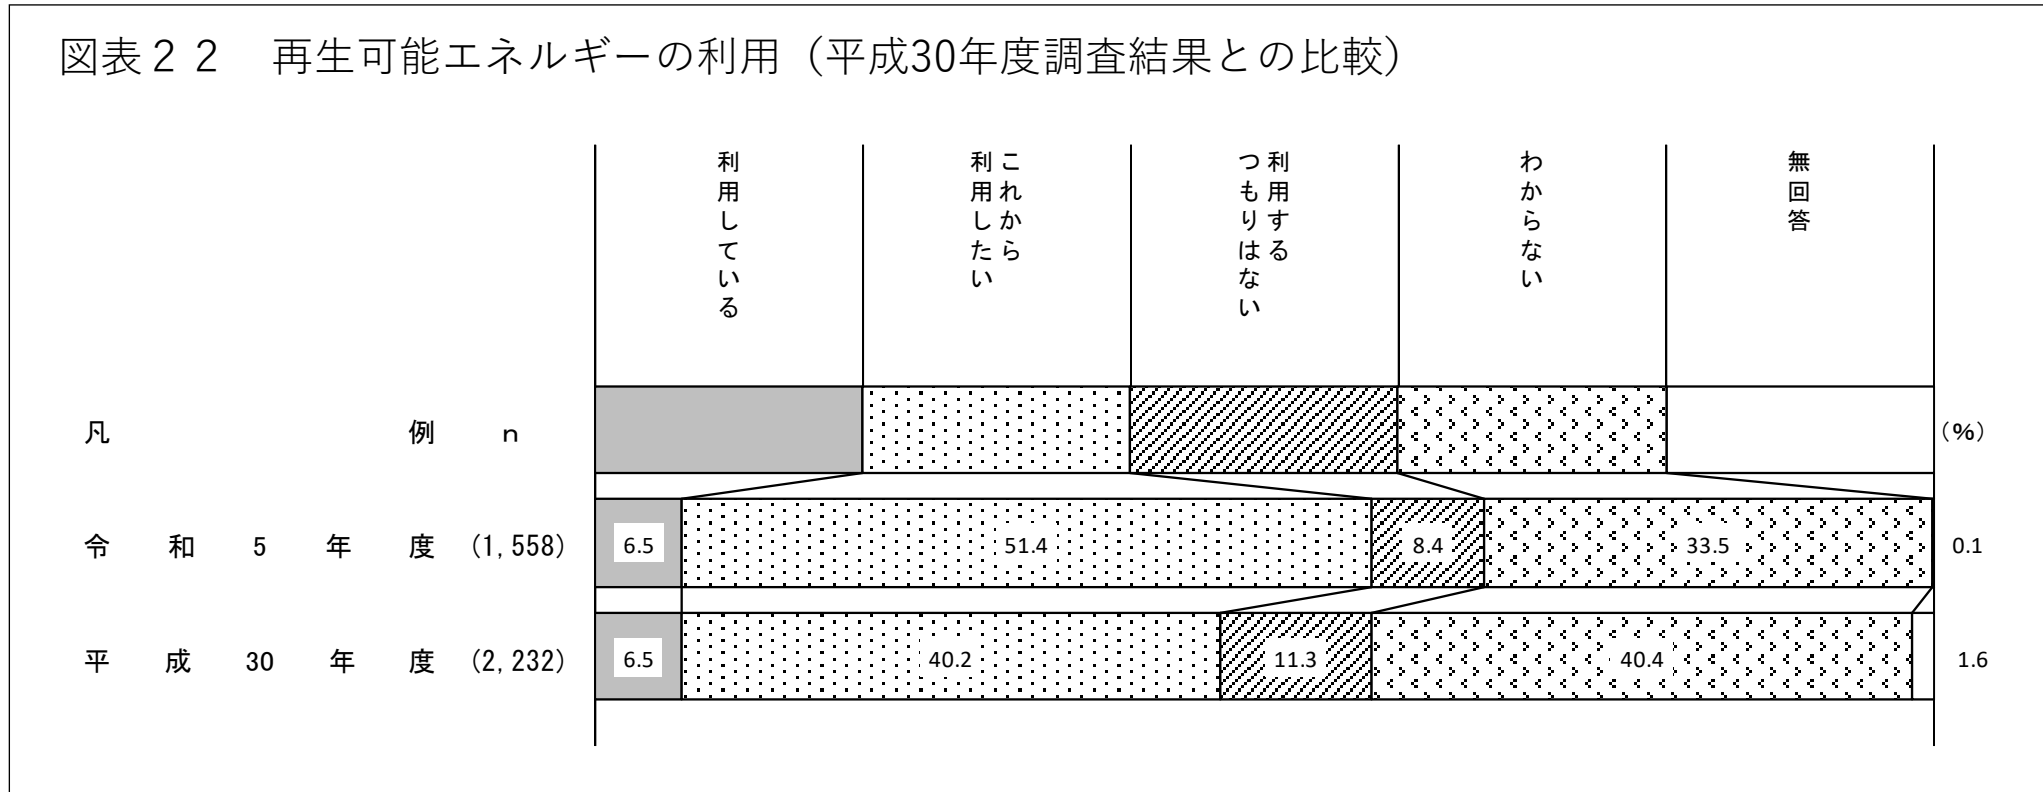 図表２２　再生可能エネルギーの利用（平成30年度調査結果との比較）
利用している
これから
利用したい
利用する
つもりはない
わからない
無回答
凡例 n
(%)
令和5年度 (1,558) 6.5 51.4 8.4 33.5 0.1
平成30年度 (2,232) 6.5 40.2 11.3 40.4 1.6